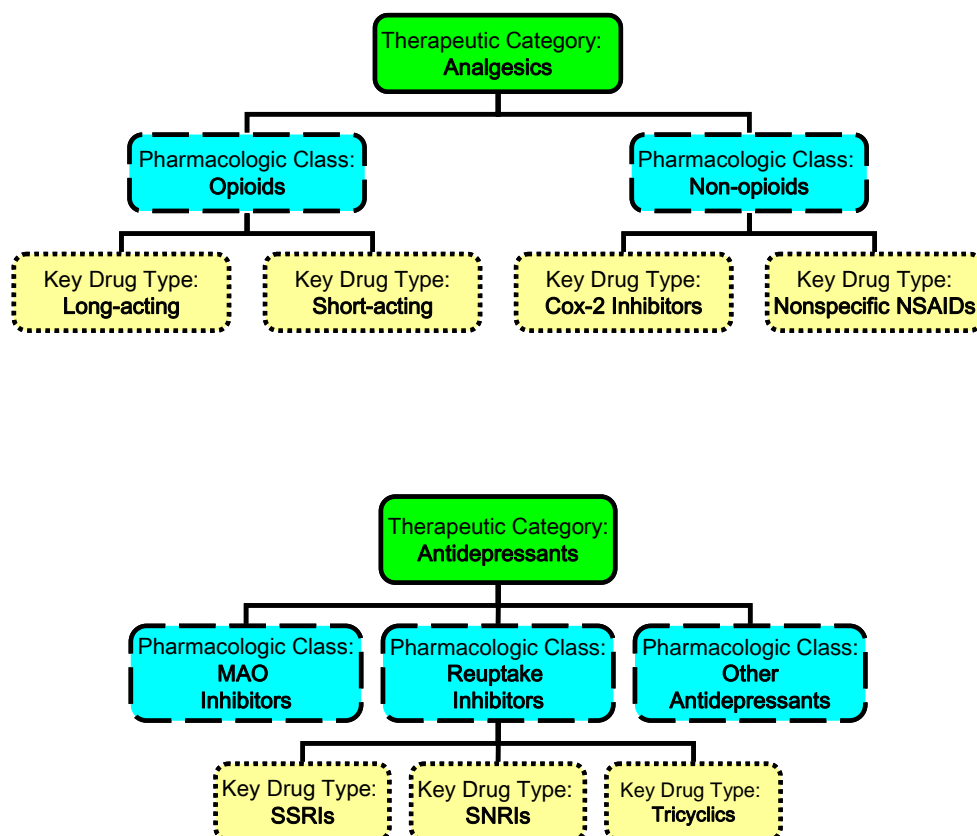 Therapeutic Category:
Analgesics
Pharmacologic Class:
Opioids
Pharmacologic Class:
Non-opioids
Key Drug Type:
Long-acting
Key Drug Type:
Short-acting
Key Drug Type:
Cox-2 Inhibitors
Key Drug Type:
Nonspecific NSAIDs
Therapeutic Category:
Antidepressants
Pharmacologic Class:
MAO
Inhibitors
Pharmacologic Class:
Reuptake
Inhibitors
Pharmacologic Class:
Other
Antidepressants
Key Drug Type:
SSRIs
Key Drug Type:
SNRIs
Key Drug Type:
Tricyclics